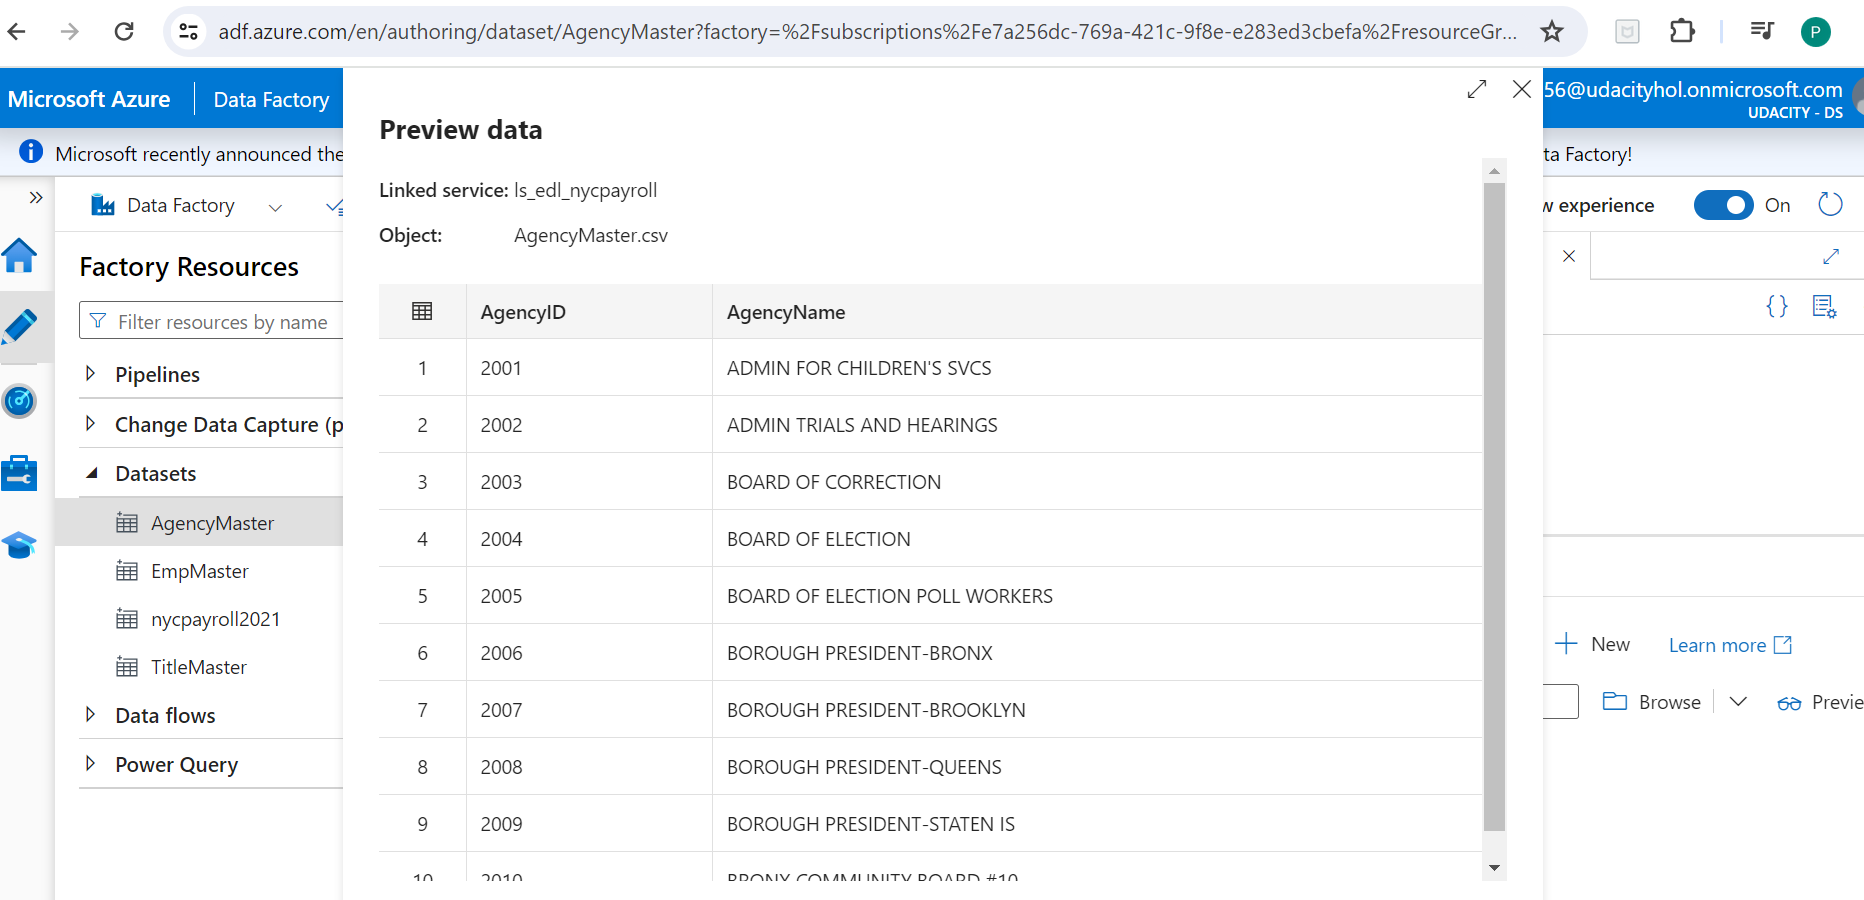 adf.azure.com/en/authoring/dataset/AgencyMaster?factory=%2Fsubscriptions%2Fe7a256dc-769a-421c-9f8e-e283ed3cbefa%2FresourceGr...
P
Microsoft Azure
Data Factory
56@udacityhol.onmicrosoft.com
UDACITY - DS
Microsoft recently announced the
ta Factory!
Data Factory
w experience
On
Factory Resources
Filter resources by name
Pipelines
Change Data Capture (p
Datasets
AgencyMaster
EmpMaster
nycpayroll2021
TitleMaster
Data flows
Power Query
Preview data
Linked service: ls_edl_nycpayroll
Object: AgencyMaster.csv
AgencyID AgencyName
1 2001 ADMIN FOR CHILDREN'S SVCS
2 2002 ADMIN TRIALS AND HEARINGS
3 2003 BOARD OF CORRECTION
4 2004 BOARD OF ELECTION
5 2005 BOARD OF ELECTION POLL WORKERS
6 2006 BOROUGH PRESIDENT-BRONX
7 2007 BOROUGH PRESIDENT-BROOKLYN
8 2008 BOROUGH PRESIDENT-QUEENS
9 2009 BOROUGH PRESIDENT-STATEN IS
10 2010 BRONX COMMUNITY BOARD #10
New
Learn more
Browse
Previe